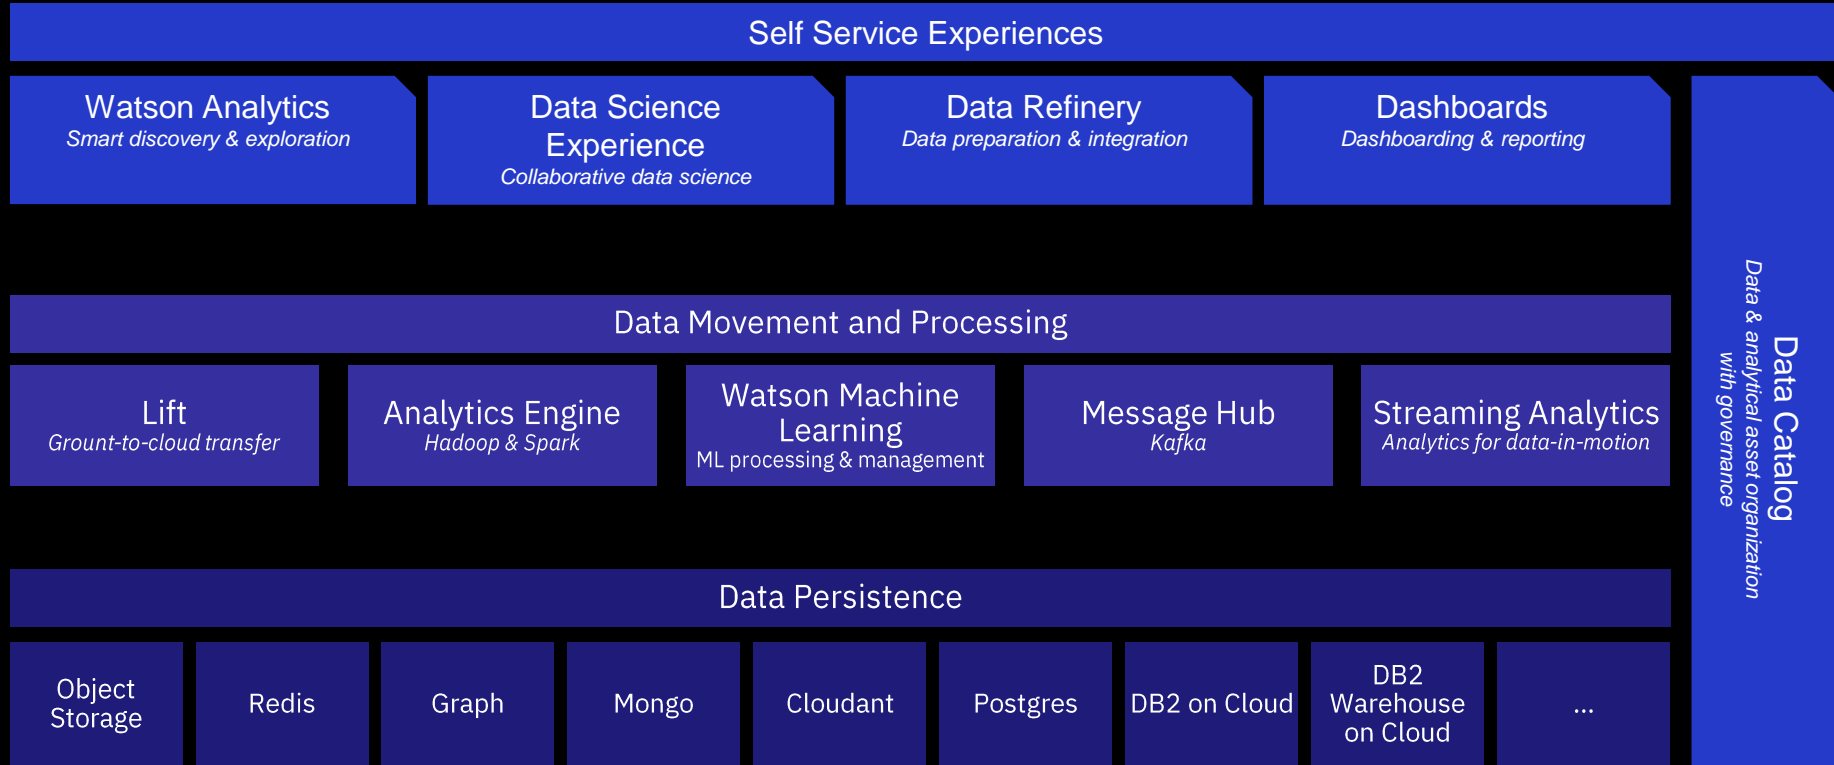 Self Service Experiences
Watson Analytics
Smart discovery & exploration
Data Science
Experience
Collaborative data science
Data Refinery
Data preparation & integration
Dashboards
Dashboarding & reporting
Data Catalog
Data & analytical asset organization
with governance
Data Movement and Processing
Lift
Grount-to-cloud transfer
Analytics Engine
Hadoop & Spark
Watson Machine
Learning
ML processing & management
Message Hub
Kafka
Streaming Analytics
Analytics for data-in-motion
Data Persistence
Object
Storage
Redis
Graph
Mongo
Cloudant
Postgres
DB2 on Cloud
DB2
Warehouse
on Cloud
...